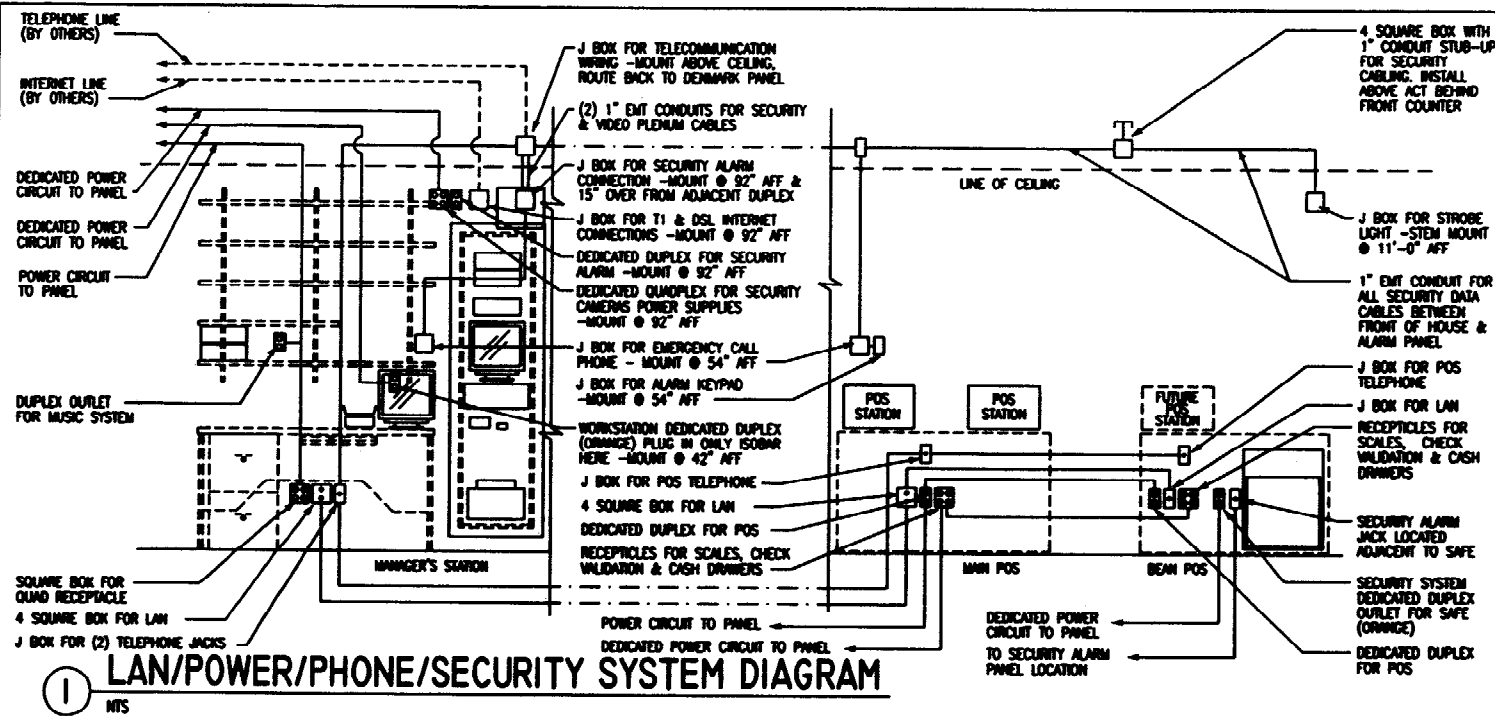 TELEPHONE LINE
(BY OTHERS)
INTERNET LINE
(BY OTHERS)
DEDICATED POWER
CIRCUIT TO PANEL
DEDICATED POWER
CIRCUIT TO PANEL
POWER CIRCUIT
TO PANEL
DUPLEX OUTLET
FOR MUSIC SYSTEM
SQUARE BOX FOR
QUAD RECEPTACLE
4 SQUARE BOX FOR LAN
J BOX FOR (2) TELEPHONE JACKS
MANAGER'S STATION
J BOX FOR TELECOMMUNICATION
WIRING -MOUNT ABOVE CEILING,
ROUTE BACK TO DENMARK PANEL
(2) 1" EMT CONDUITS FOR SECURITY
& VIDEO PLENUM CABLES
J BOX FOR SECURITY ALARM
CONNECTION -MOUNT @ 92" AFF &
15" OVER FROM ADJACENT DUPLEX
J BOX FOR T1 & DSL INTERNET
CONNECTIONS -MOUNT @ 92" AFF
DEDICATED DUPLEX FOR SECURITY
ALARM -MOUNT @ 92" AFF
DEDICATED QUADPLEX FOR SECURITY
CAMERAS POWER SUPPLIES
-MOUNT @ 92" AFF
J BOX FOR EMERGENCY CALL
PHONE - MOUNT @ 54" AFF
J BOX FOR ALARM KEYPAD
-MOUNT @ 54" AFF
WORKSTATION DEDICATED DUPLEX
(ORANGE) PLUG IN ONLY ISOBAR
HERE -MOUNT @ 42" AFF
J BOX FOR POS TELEPHONE
4 SQUARE BOX FOR LAN
DEDICATED DUPLEX FOR POS
RECEPTICLES FOR SCALES, CHECK
VALIDATION & CASH DRAWERS
POWER CIRCUIT TO PANEL
DEDICATED POWER CIRCUIT TO PANEL
LINE OF CEILING
POS
STATION
POS
STATION
FUTURE
POS
STATION
MAIN POS
BEAN POS
DEDICATED POWER
CIRCUIT TO PANEL
TO SECURITY ALARM
PANEL LOCATION
4 SQUARE BOX WITH
1" CONDUIT STUB-UP
FOR SECURITY
CABLING. INSTALL
ABOVE ACT BEHIND
FRONT COUNTER
J BOX FOR STROBE
LIGHT -STEM MOUNT
@ 11'-0" AFF
1" EMT CONDUIT FOR
ALL SECURITY DATA
CABLES BETWEEN
FRONT OF HOUSE &
ALARM PANEL
J BOX FOR POS
TELEPHONE
J BOX FOR LAN
RECEPTICLES FOR
SCALES, CHECK
VALIDATION & CASH
DRAWERS
SECURITY ALARM
JACK LOCATED
ADJACENT TO SAFE
SECURITY SYSTEM
DEDICATED DUPLEX
OUTLET FOR SAFE
(ORANGE)
DEDICATED DUPLEX
FOR POS
1 LAN/POWER/PHONE/SECURITY SYSTEM DIAGRAM
NTS